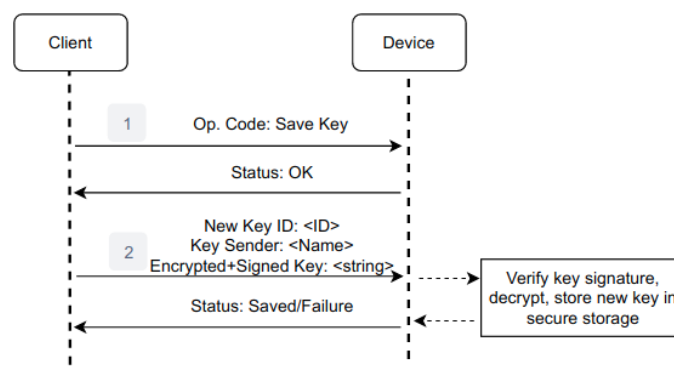 Client
Device
1
Op. Code: Save Key
Status: OK
New Key ID: <ID>
Key Sender: <Name>
2
Encrypted+Signed Key: <string>
Verify key signature,
decrypt, store new key in
secure storage
Status: Saved/Failure